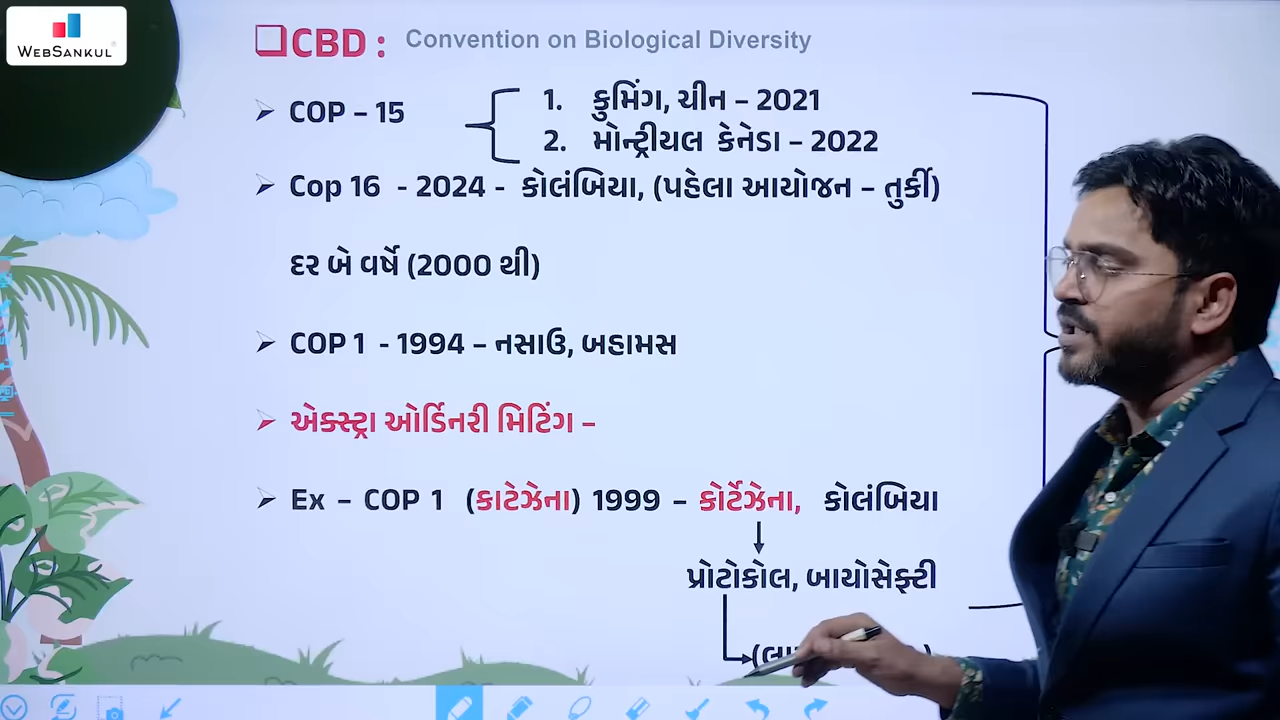 WEBSANKUL
CBD : Convention on Biological Diversity
COP – 15
1. કુમિંગ, ચીન – 2021
2. મોન્ટ્રીયલ કેનેડા – 2022
Cop 16 - 2024 - કોલંબિયા, (પહેલા આયોજન – તુર્કી)
દર બે વર્ષે (2000 થી)
COP 1 - 1994 – નસાઉ, બહામસ
એક્સ્ટ્રા ઓર્ડિનરી મિટિંગ –
Ex – COP 1 (કાટેઝેના) 1999 – કોર્ટેઝેના, કોલંબિયા
પ્રોટોકોલ, બાયોસેફ્ટી